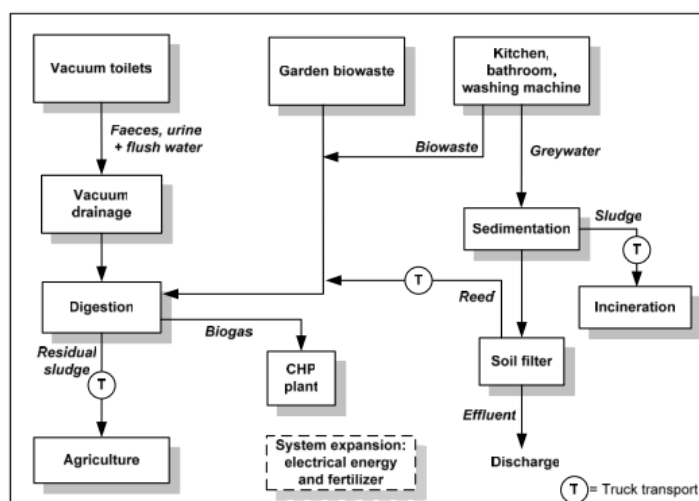 Vacuum toilets
Garden biowaste
Kitchen,
bathroom,
washing machine
Faeces, urine
+ flush water
Biowaste
Greywater
Vacuum
drainage
Sedimentation
Sludge
T
T
Digestion
Reed
Incineration
Biogas
Residual
sludge
T
CHP
plant
Soil filter
Effluent
Agriculture
System expansion:
electrical energy
and fertilizer
Discharge
T = Truck transport